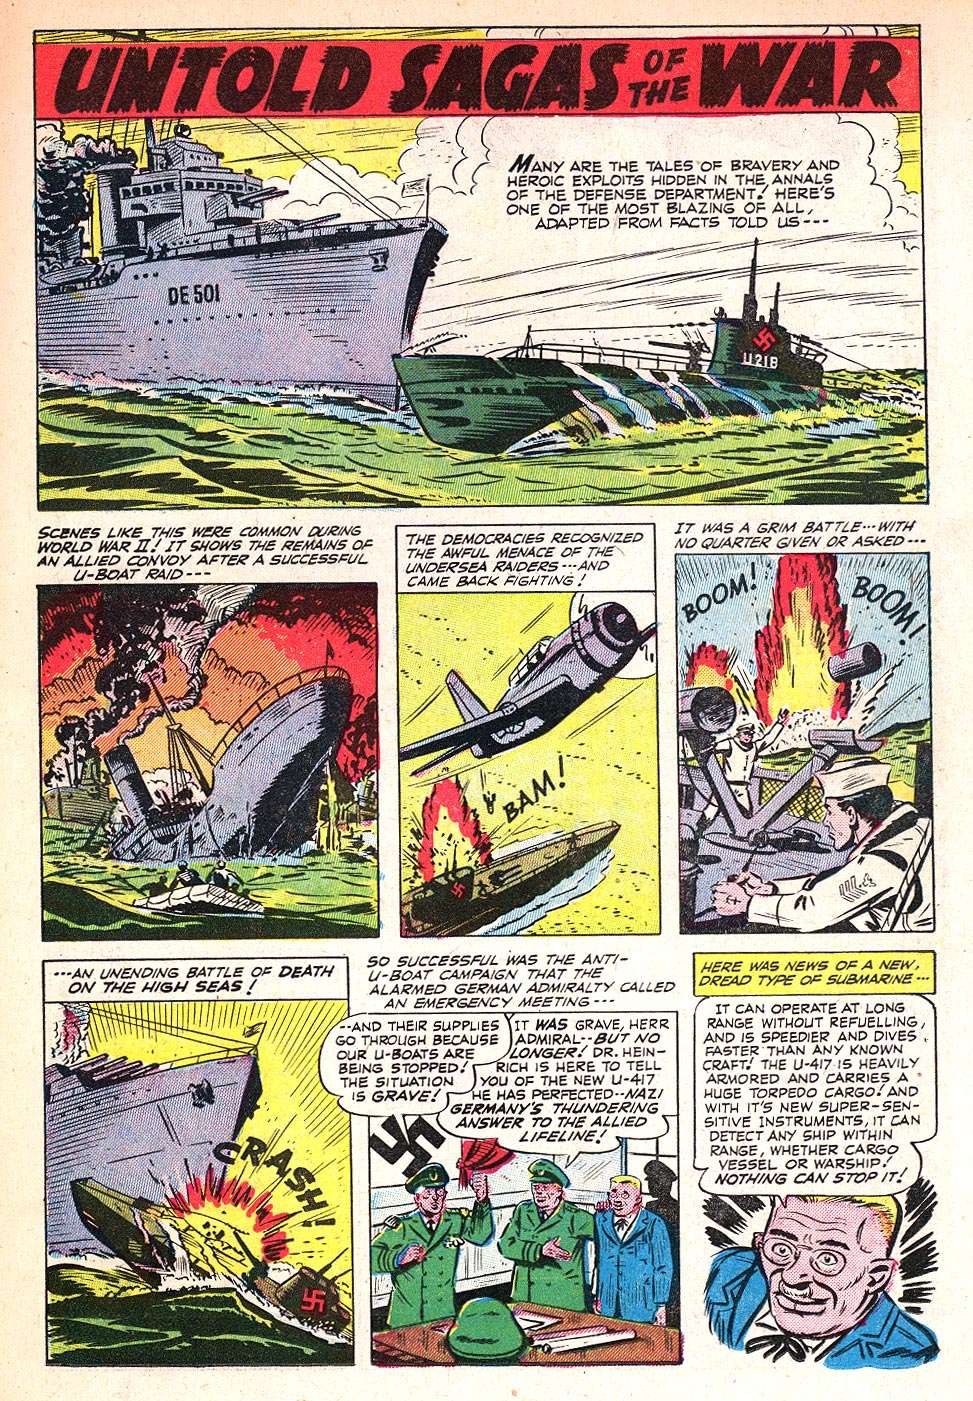 UNTOLD SAGAS OF THE WAR
MANY ARE THE TALES OF BRAVERY AND
HEROIC EXPLOITS HIDDEN IN THE ANNALS
OF THE DEFENSE DEPARTMENT! HERE'S
ONE OF THE MOST BLAZING OF ALL,
ADAPTED FROM FACTS TOLD US---
DE 501
U 218
SCENES LIKE THIS WERE COMMON DURING
WORLD WAR II! IT SHOWS THE REMAINS OF
AN ALLIED CONVOY AFTER A SUCCESSFUL
U-BOAT RAID---
THE DEMOCRACIES RECOGNIZED
THE AWFUL MENACE OF THE
UNDERSEA RAIDERS---AND
CAME BACK FIGHTING!
BAM!
IT WAS A GRIM BATTLE---WITH
NO QUARTER GIVEN OR ASKED---
BOOM!
BOOM!
---AN UNENDING BATTLE OF DEATH
ON THE HIGH SEAS!
CRASH!
SO SUCCESSFUL WAS THE ANTI-
U-BOAT CAMPAIGN THAT THE
ALARMED GERMAN ADMIRALTY CALLED
AN EMERGENCY MEETING---
--AND THEIR SUPPLIES
GO THROUGH BECAUSE
OUR U-BOATS ARE
BEING STOPPED!
THE SITUATION
IS GRAVE!
IT WAS GRAVE, HERR
ADMIRAL--BUT NO
LONGER! DR. HEIN-
RICH IS HERE TO TELL
YOU OF THE NEW U-417
HE HAS PERFECTED--NAZI
GERMANY'S THUNDERING
ANSWER TO THE ALLIED
LIFELINE!
HERE WAS NEWS OF A NEW,
DREAD TYPE OF SUBMARINE---
IT CAN OPERATE AT LONG
RANGE WITHOUT REFUELLING,
AND IS SPEEDIER AND DIVES
FASTER THAN ANY KNOWN
CRAFT! THE U-417 IS HEAVILY
ARMORED AND CARRIES A
HUGE TORPEDO CARGO! AND
WITH IT'S NEW SUPER-SEN-
SITIVE INSTRUMENTS, IT CAN
DETECT ANY SHIP WITHIN
RANGE, WHETHER CARGO
VESSEL OR WARSHIP!
NOTHING CAN STOP IT!